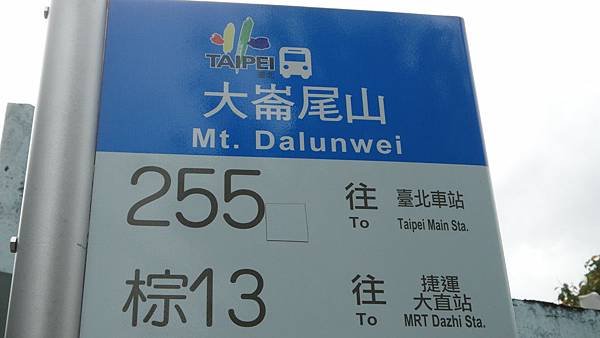 TAIPEI
大崙尾山
Mt. Dalunwei
255 往 臺北車站
To Taipei Main Sta.
棕13 往 捷運
大直站
To MRT Dazhi Sta.